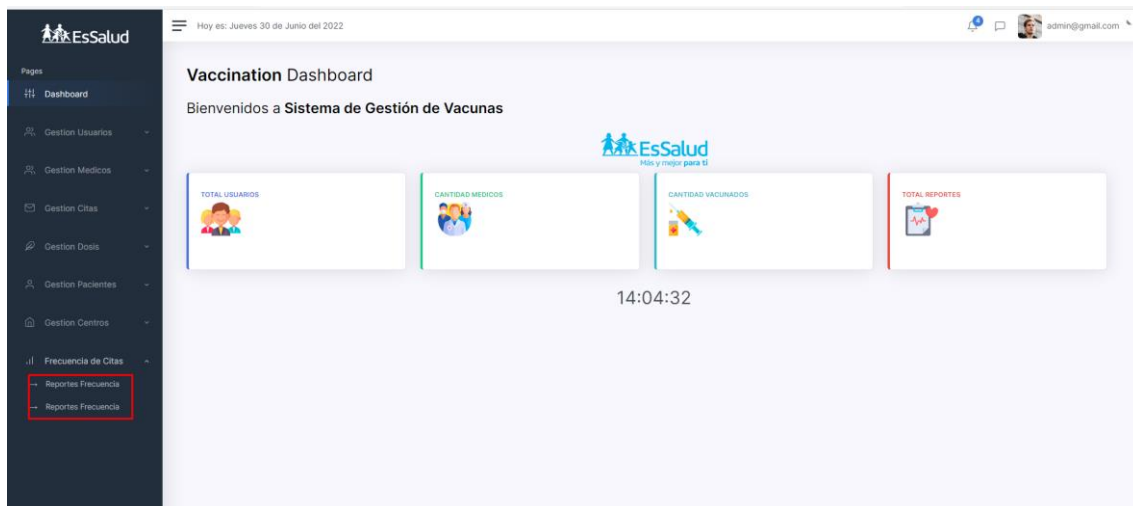 EsSalud
Hoy es: Jueves 30 de Junio del 2022
4
admin@gmail.com
Pages
Dashboard
Gestion Usuarios
Gestion Medicos
Gestion Citas
Gestion Dosis
Gestion Pacientes
Gestion Centros
Frecuencia de Citas
Reportes Frecuencia
Reportes Frecuencia
Vaccination Dashboard
Bienvenidos a Sistema de Gestión de Vacunas
EsSalud
Más y mejor para ti
TOTAL USUARIOS
CANTIDAD MEDICOS
CANTIDAD VACUNADOS
TOTAL REPORTES
14:04:32